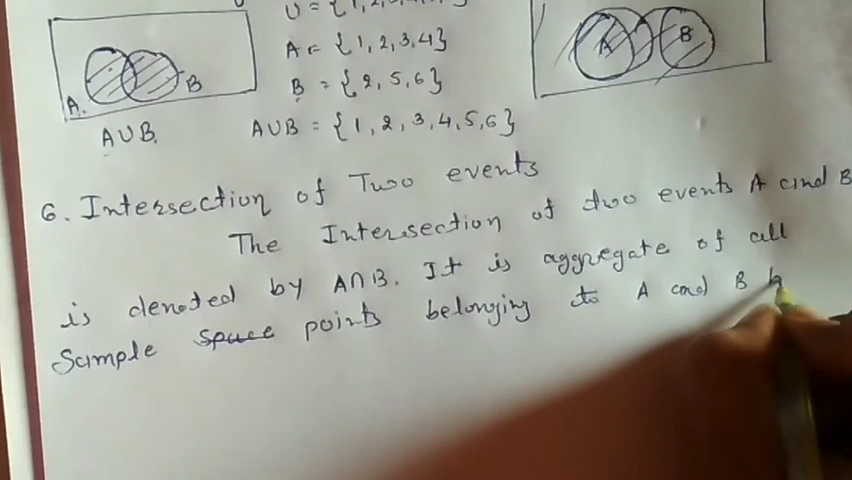 A = {1, 2, 3, 4}
B = {2, 5, 6}
A B
A∪B.
A∪B = {1, 2, 3, 4, 5, 6}
A B
6. Intersection of Two events
The Intersection of two events A and B
is denoted by A∩B. It is aggregate of all
Sample space points belonging to A and B